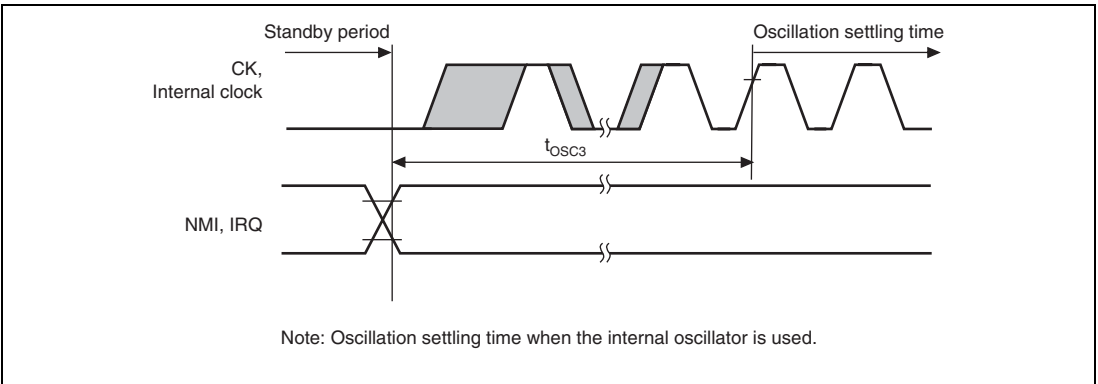 Standby period
Oscillation settling time
CK,
Internal clock
tOSC3
NMI, IRQ
Note: Oscillation settling time when the internal oscillator is used.